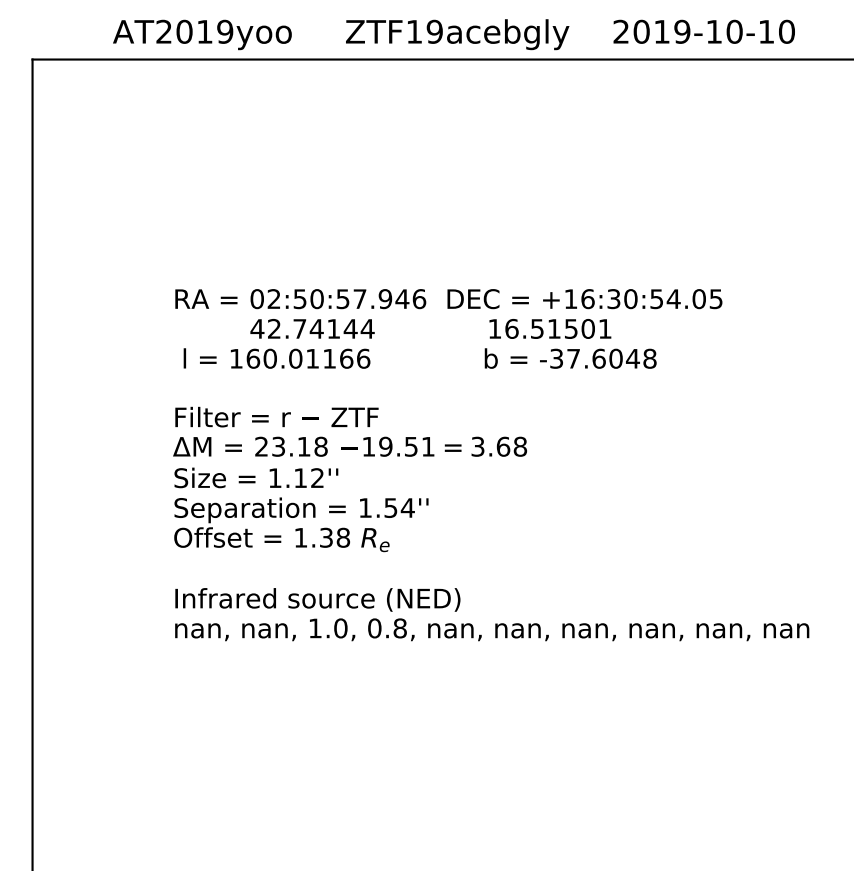 AT2019yoo ZTF19acebgly 2019-10-10
RA = 02:50:57.946 DEC = +16:30:54.05
42.74144 16.51501
l = 160.01166 b = -37.6048
Filter = r − ZTF
ΔM = 23.18 −19.51 = 3.68
Size = 1.12''
Separation = 1.54''
Offset = 1.38 Re
Infrared source (NED)
nan, nan, 1.0, 0.8, nan, nan, nan, nan, nan, nan